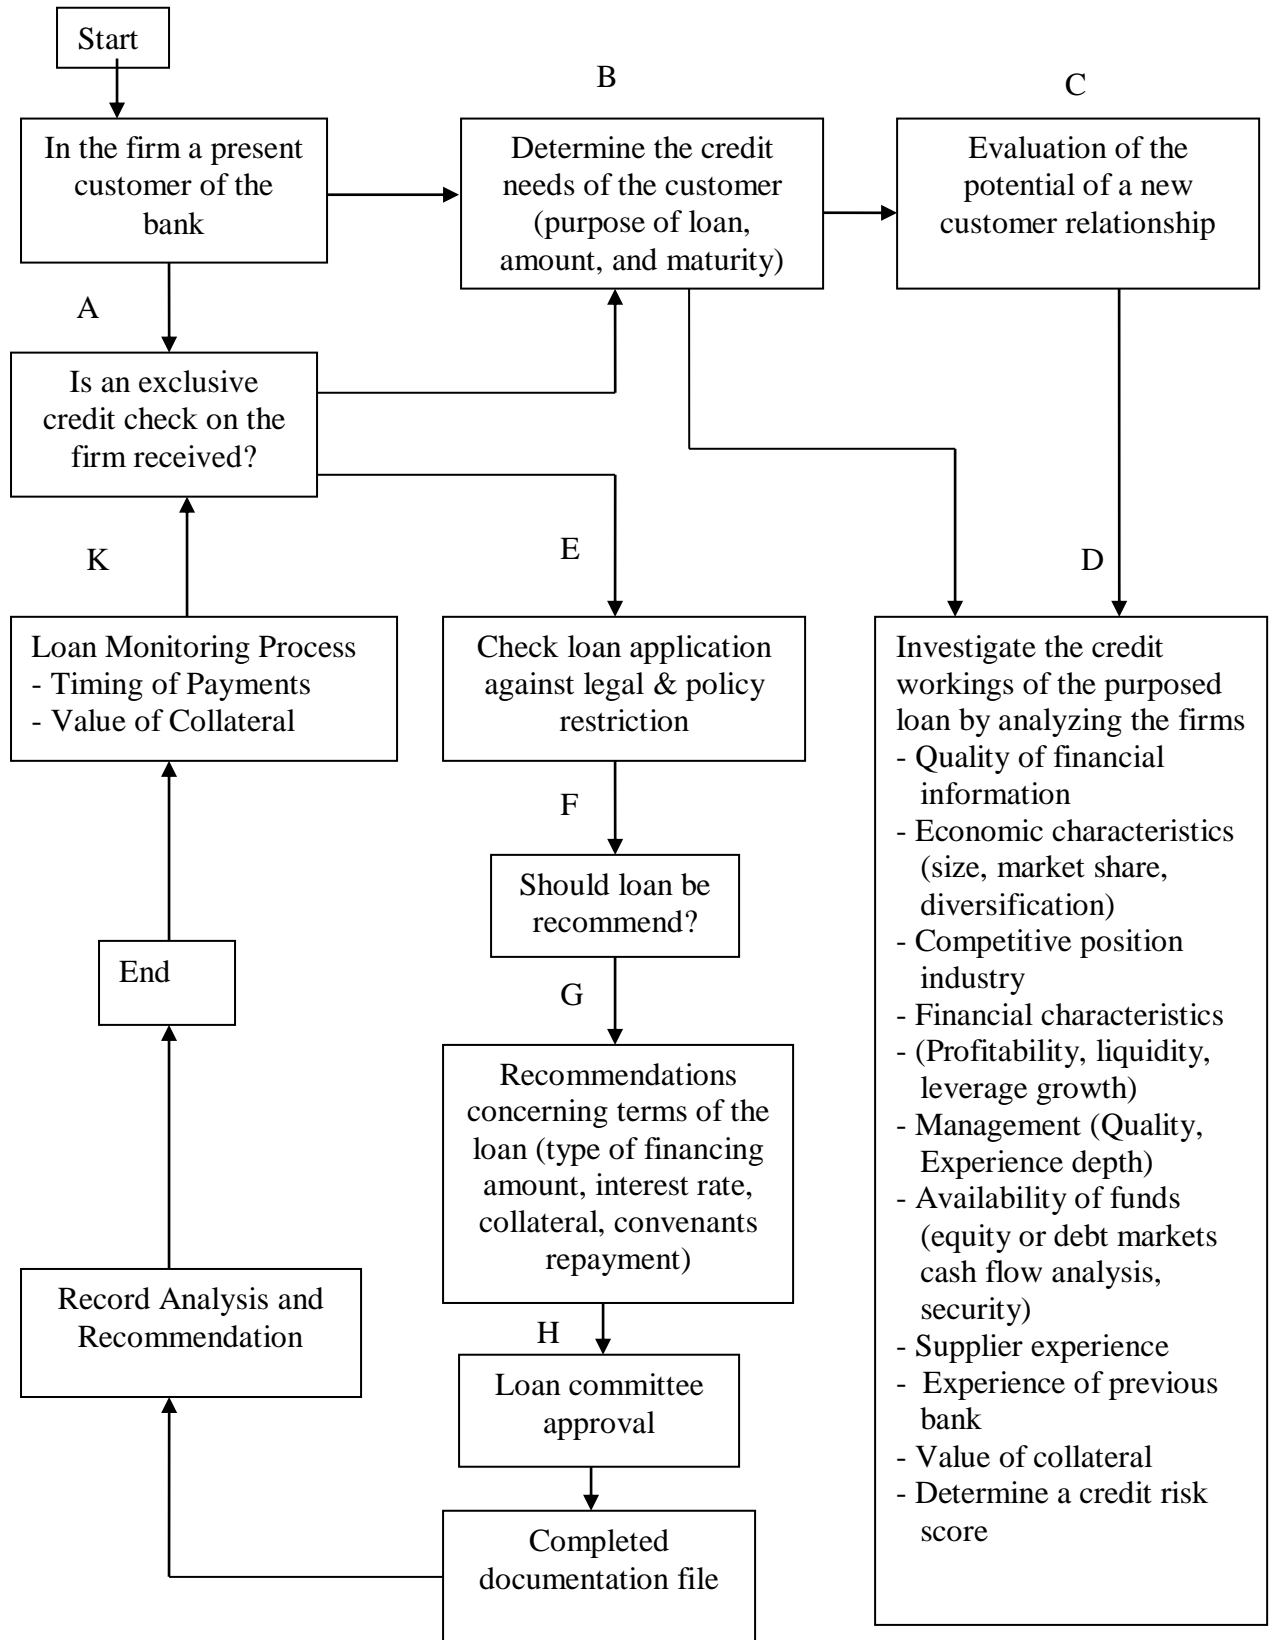 Start
B
C
In the firm a present
customer of the
bank
Determine the credit
needs of the customer
(purpose of loan,
amount, and maturity)
Evaluation of the
potential of a new
customer relationship
A
Is an exclusive
credit check on the
firm received?
K
E
D
Loan Monitoring Process
- Timing of Payments
- Value of Collateral
Check loan application
against legal & policy
restriction
Investigate the credit
workings of the purposed
loan by analyzing the firms
- Quality of financial
information
- Economic characteristics
(size, market share,
diversification)
- Competitive position
industry
- Financial characteristics
- (Profitability, liquidity,
leverage growth)
- Management (Quality,
Experience depth)
- Availability of funds
(equity or debt markets
cash flow analysis,
security)
- Supplier experience
- Experience of previous
bank
- Value of collateral
- Determine a credit risk
score
F
Should loan be
recommend?
End
G
Recommendations
concerning terms of the
loan (type of financing
amount, interest rate,
collateral, convenants
repayment)
Record Analysis and
Recommendation
H
Loan committee
approval
Completed
documentation file